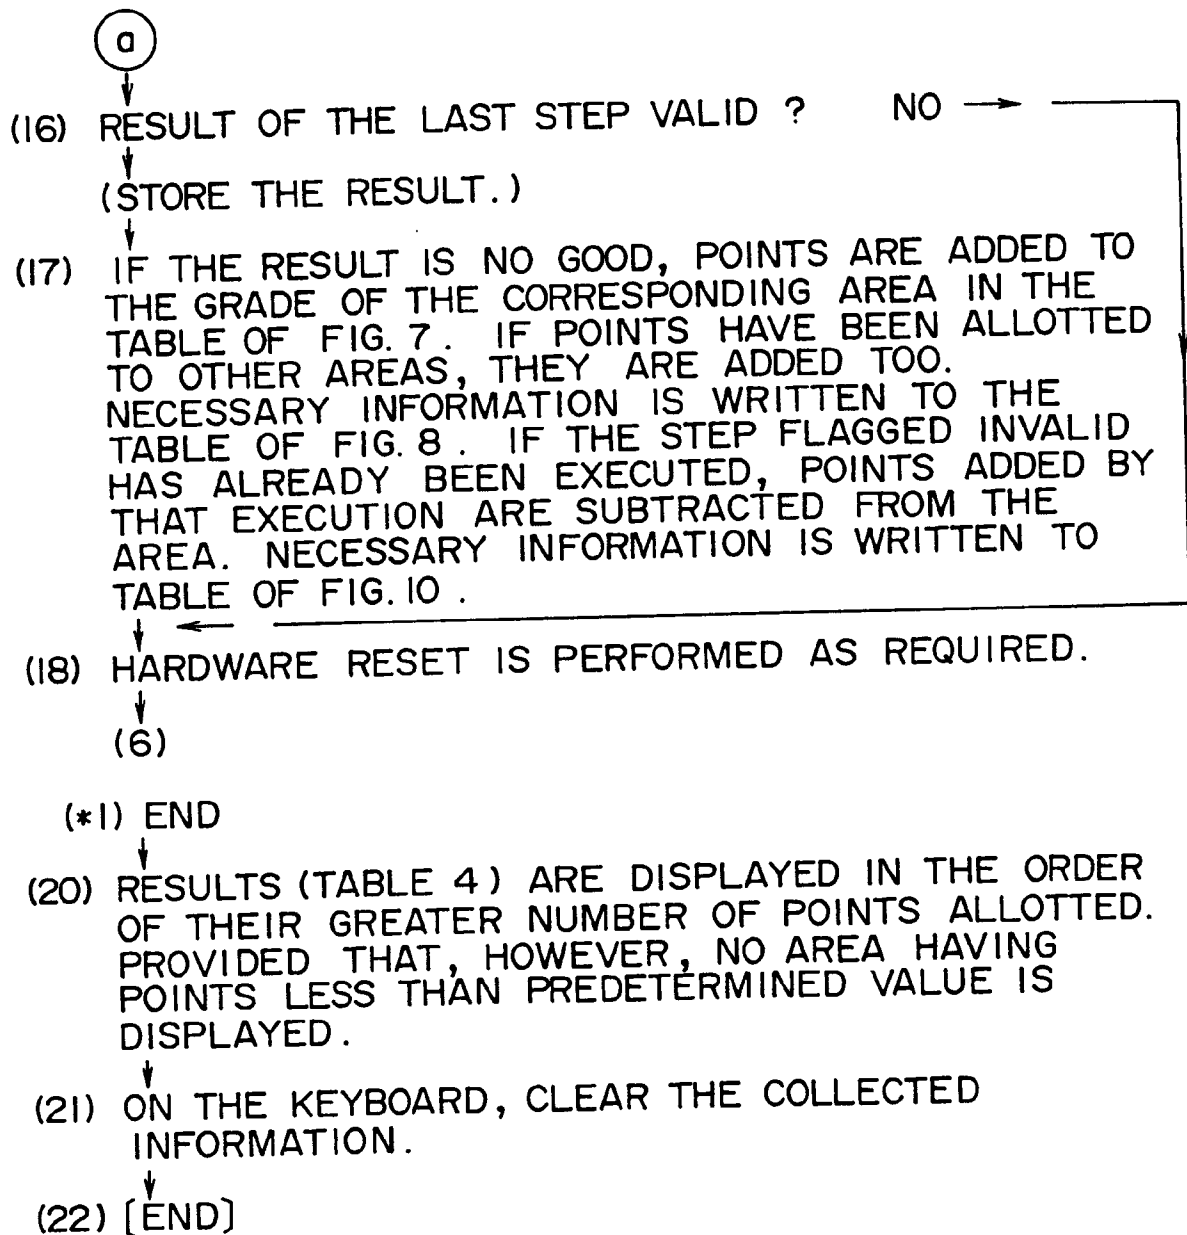 a
(16) RESULT OF THE LAST STEP VALID ? NO
(STORE THE RESULT.)
(17) IF THE RESULT IS NO GOOD, POINTS ARE ADDED TO
THE GRADE OF THE CORRESPONDING AREA IN THE
TABLE OF FIG. 7. IF POINTS HAVE BEEN ALLOTTED
TO OTHER AREAS, THEY ARE ADDED TOO.
NECESSARY INFORMATION IS WRITTEN TO THE
TABLE OF FIG. 8. IF THE STEP FLAGGED INVALID
HAS ALREADY BEEN EXECUTED, POINTS ADDED BY
THAT EXECUTION ARE SUBTRACTED FROM THE
AREA. NECESSARY INFORMATION IS WRITTEN TO
TABLE OF FIG. 10.
(18) HARDWARE RESET IS PERFORMED AS REQUIRED.
(6)
(*1) END
(20) RESULTS (TABLE 4) ARE DISPLAYED IN THE ORDER
OF THEIR GREATER NUMBER OF POINTS ALLOTTED.
PROVIDED THAT, HOWEVER, NO AREA HAVING
POINTS LESS THAN PREDETERMINED VALUE IS
DISPLAYED.
(21) ON THE KEYBOARD, CLEAR THE COLLECTED
INFORMATION.
(22) [END]